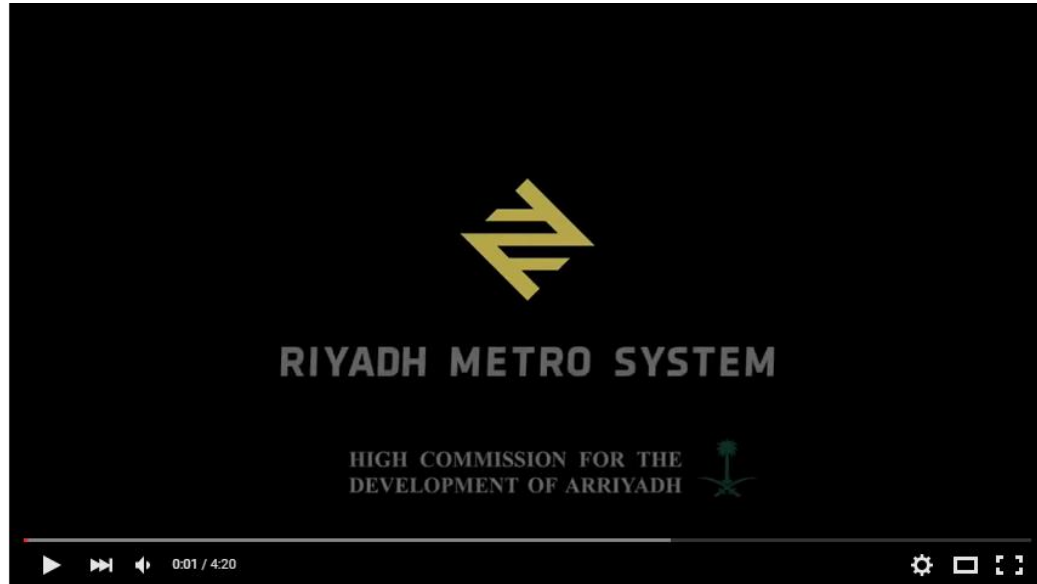 RIYADH METRO SYSTEM
HIGH COMMISSION FOR THE
DEVELOPMENT OF ARRIYADH
0:01 / 4:20